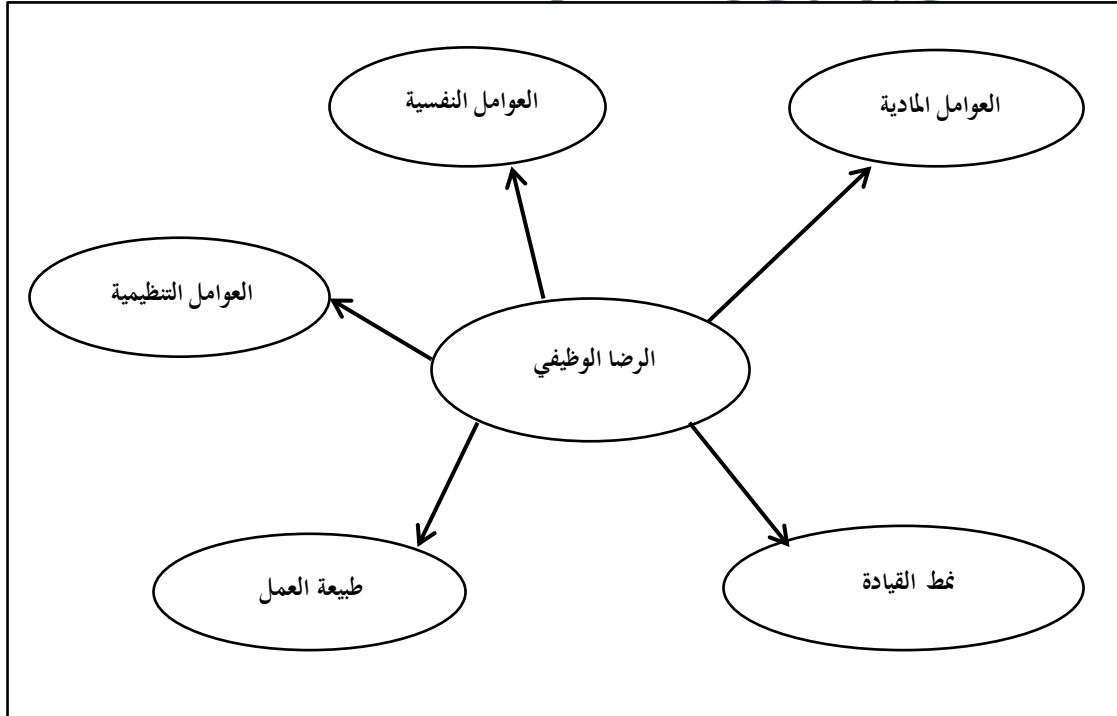 العوامل المادية
العوامل النفسية
العوامل التنظيمية
الرضا الوظيفي
نمط القيادة
طبيعة العمل